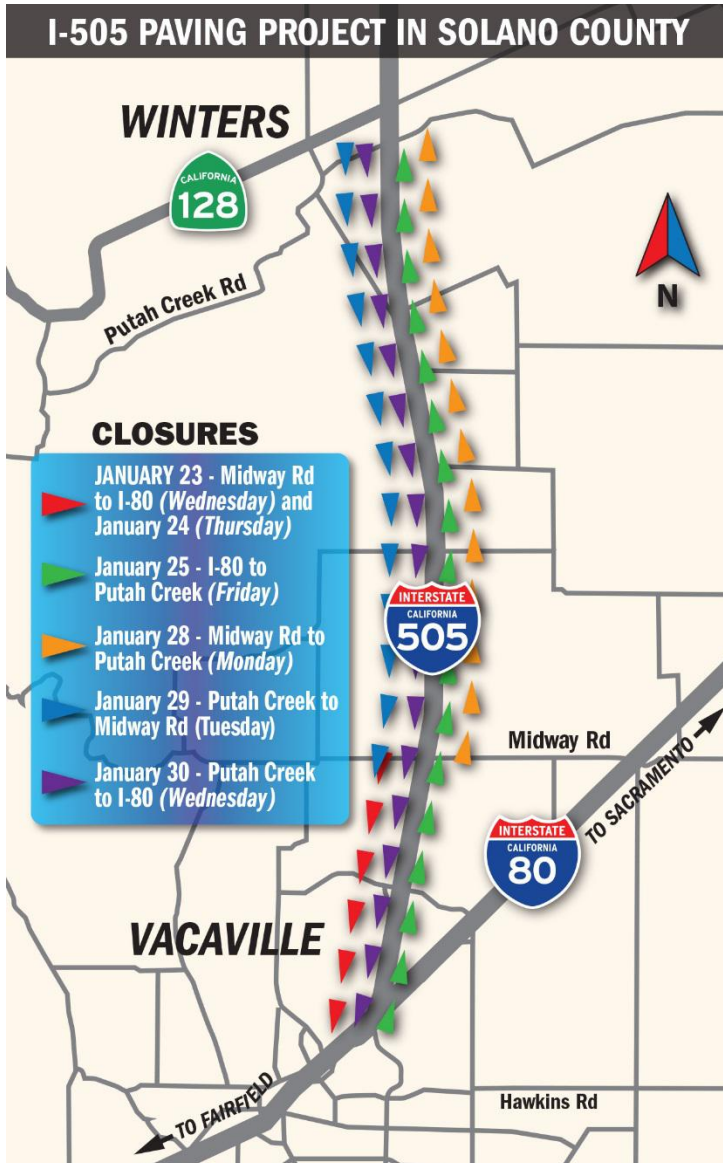 I-505 PAVING PROJECT IN SOLANO COUNTY
WINTERS
CALIFORNIA
128
Putah Creek Rd
N
CLOSURES
JANUARY 23 - Midway Rd
to I-80 (Wednesday) and
January 24 (Thursday)
January 25 - I-80 to
Putah Creek (Friday)
January 28 - Midway Rd to
Putah Creek (Monday)
January 29 - Putah Creek to
Midway Rd (Tuesday)
January 30 - Putah Creek
to I-80 (Wednesday)
INTERSTATE
CALIFORNIA
505
Midway Rd
TO SACRAMENTO
INTERSTATE
CALIFORNIA
80
VACAVILLE
TO FAIRFIELD
Hawkins Rd